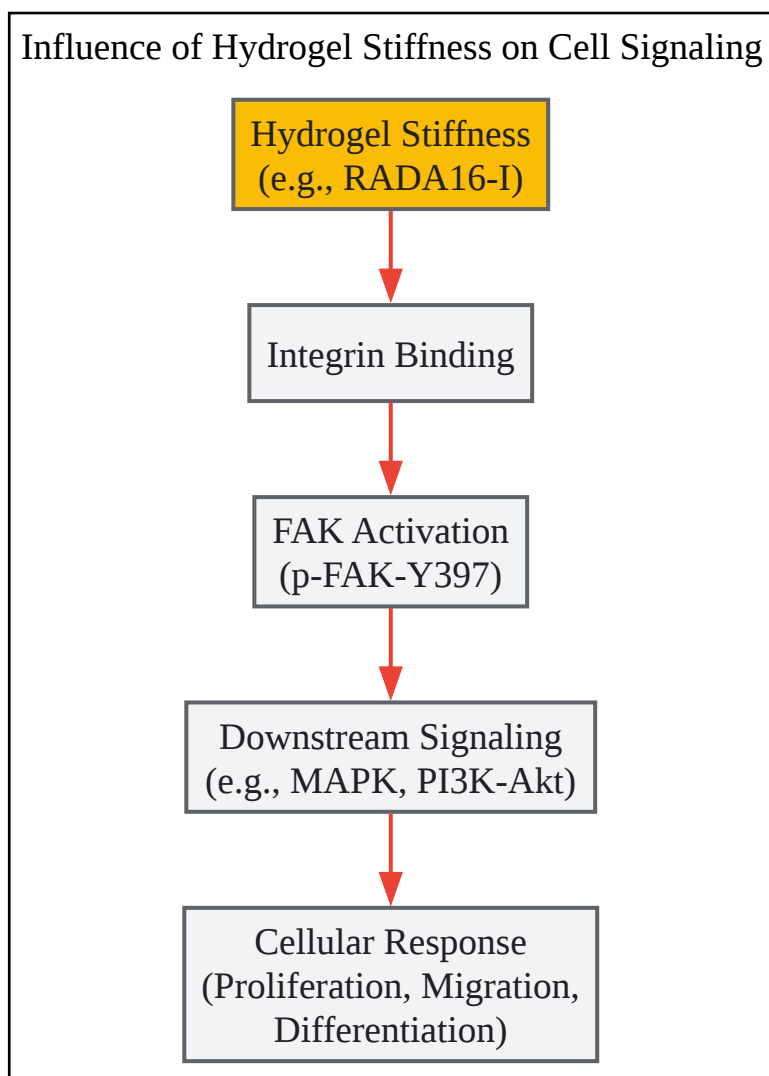 Influence of Hydrogel Stiffness on Cell Signaling
Hydrogel Stiffness
(e.g., RADA16-I)
Integrin Binding
FAK Activation
(p-FAK-Y397)
Downstream Signaling
(e.g., MAPK, PI3K-Akt)
Cellular Response
(Proliferation, Migration,
Differentiation)